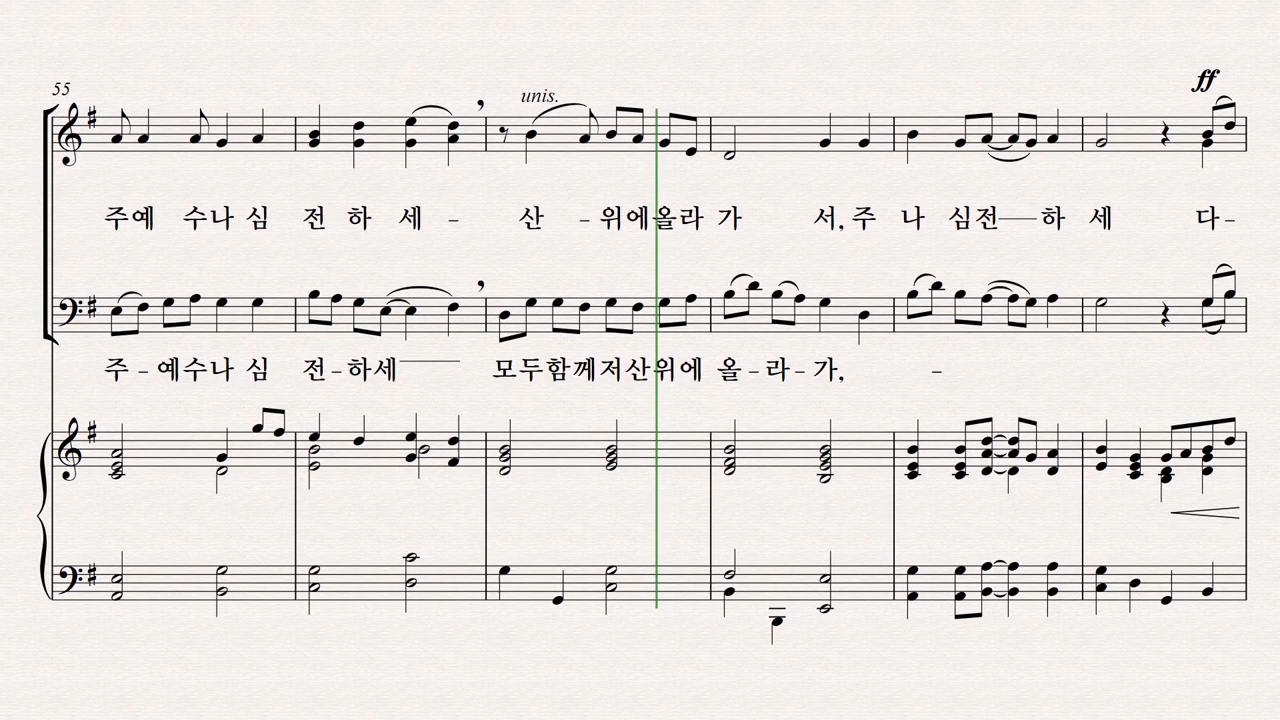 55
unis.
ff
주예 수나 심 전 하 세 - 산 - 위에올라 가 서, 주 나 심전 하 세 다 -
주 - 예수나 심 전 - 하세 모두함께저산위에 올 - 라 - 가, -